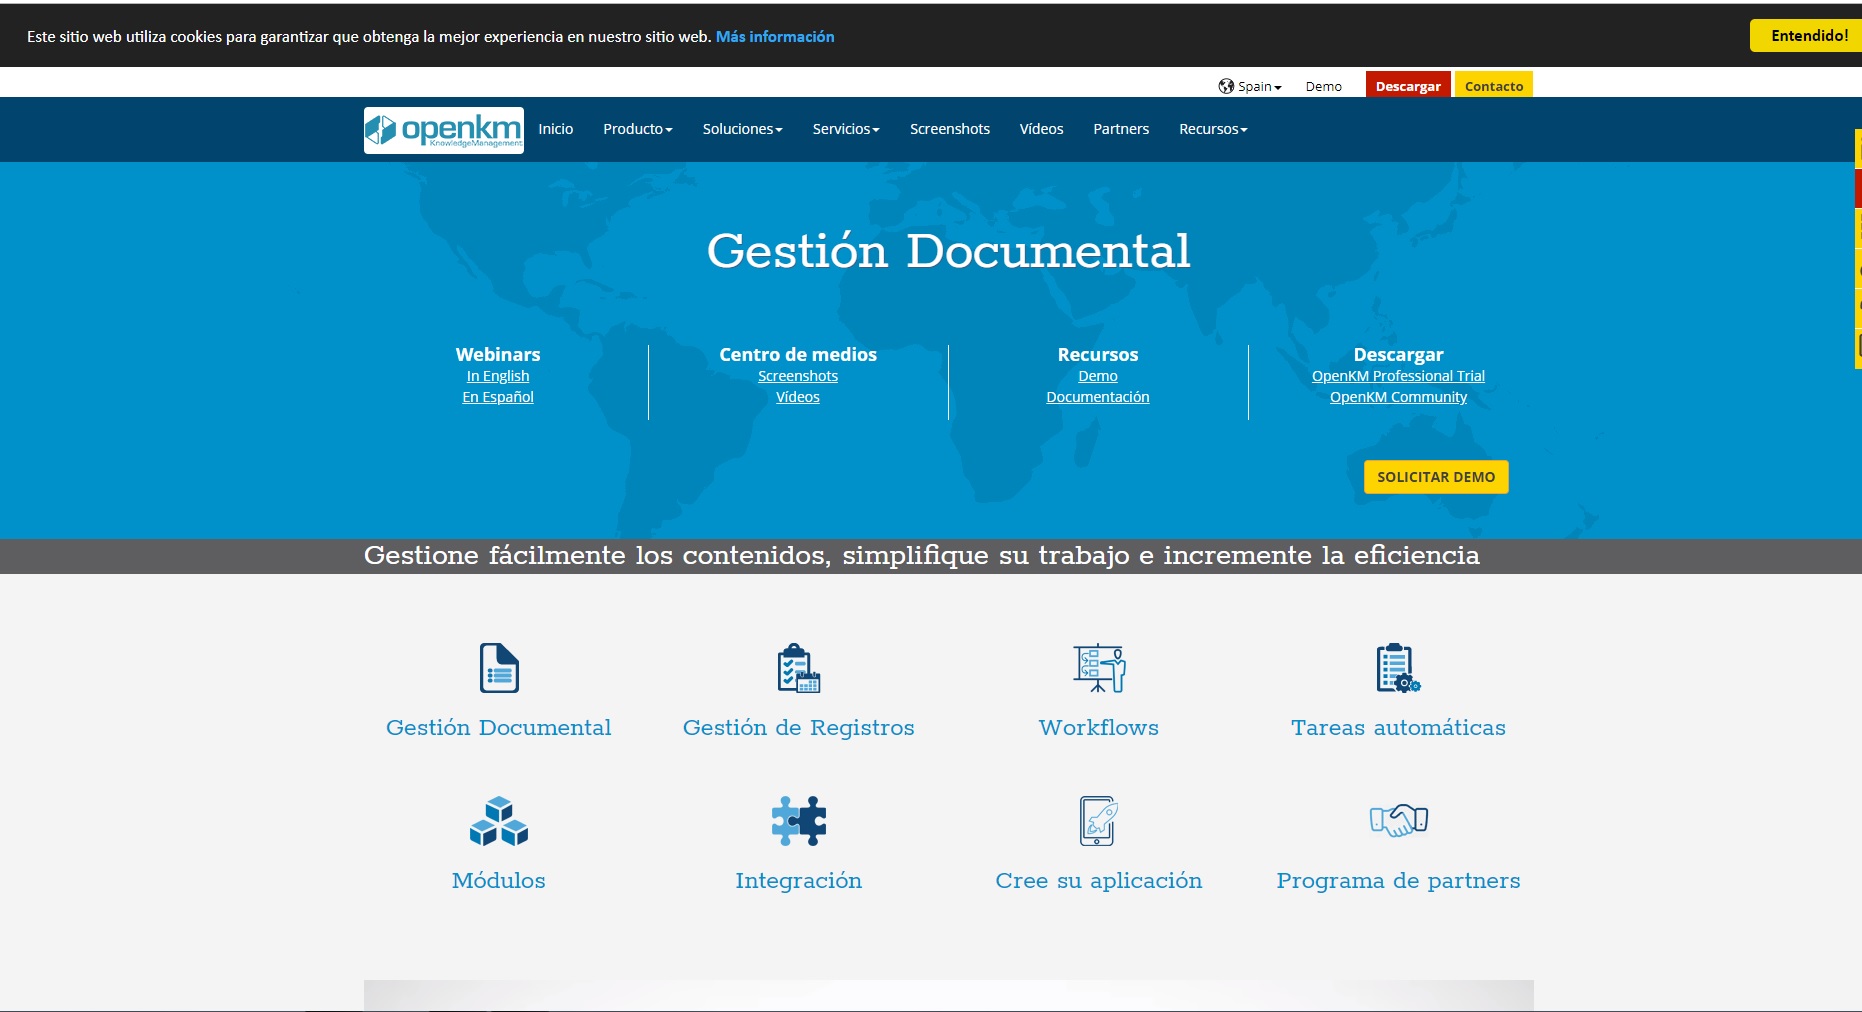 Este sitio web utiliza cookies para garantizar que obtenga la mejor experiencia en nuestro sitio web. Más información
Entendido!
Spain Demo Descargar Contacto
openkm
KnowledgeManagement
Inicio Producto Soluciones Servicios Screenshots Vídeos Partners Recursos
Gestión Documental
Webinars
In English
En Español
Centro de medios
Screenshots
Vídeos
Recursos
Demo
Documentación
Descargar
OpenKM Professional Trial
OpenKM Community
SOLICITAR DEMO
Gestione fácilmente los contenidos, simplifique su trabajo e incremente la eficiencia
Gestión Documental
Gestión de Registros
Workflows
Tareas automáticas
Módulos
Integración
Cree su aplicación
Programa de partners